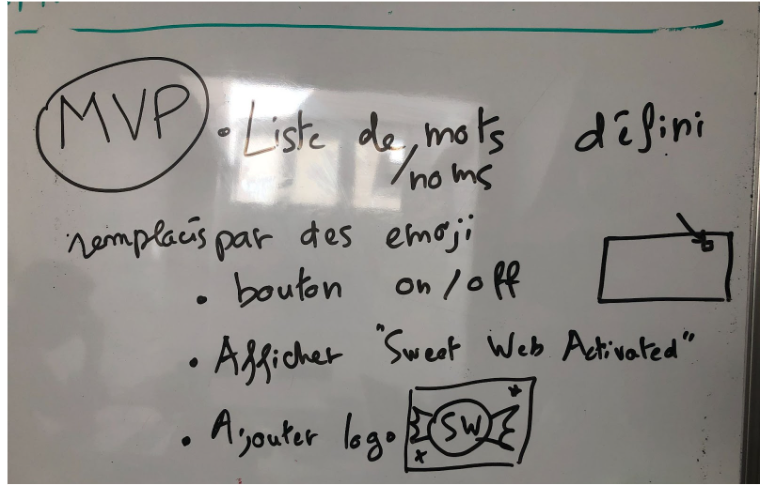 MVP
• Liste de mots défini
/noms
remplacés par des emoji
• bouton on/off
• Afficher "Sweet Web Activated"
• Ajouter logo SW